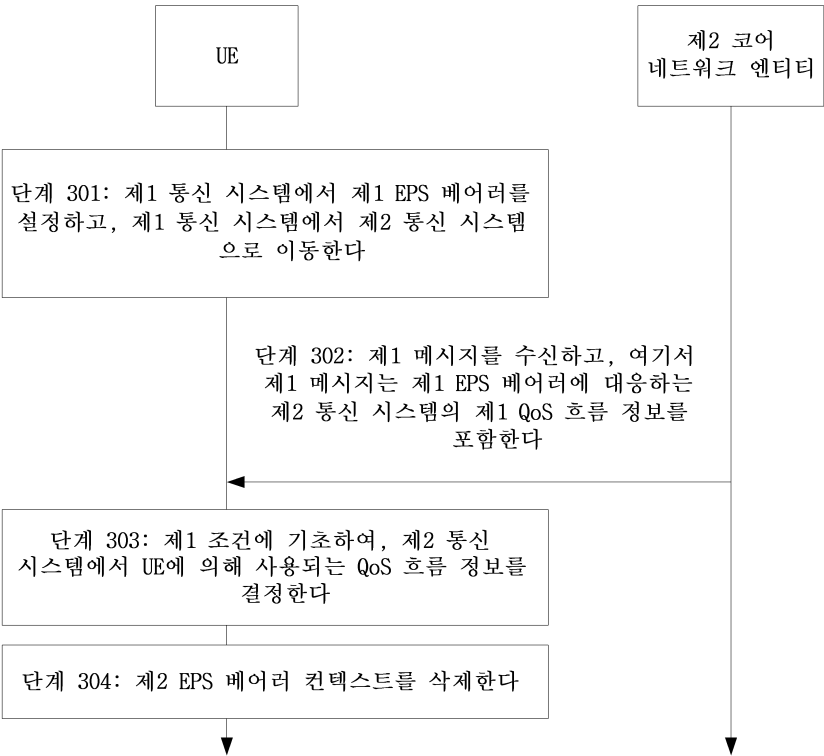 UE
제2 코어
네트워크 엔티티
단계 301: 제1 통신 시스템에서 제1 EPS 베어러를
설정하고, 제1 통신 시스템에서 제2 통신 시스템
으로 이동한다
단계 302: 제1 메시지를 수신하고, 여기서
제1 메시지는 제1 EPS 베어러에 대응하는
제2 통신 시스템의 제1 QoS 흐름 정보를
포함한다
단계 303: 제1 조건에 기초하여, 제2 통신
시스템에서 UE에 의해 사용되는 QoS 흐름 정보를
결정한다
단계 304: 제2 EPS 베어러 컨텍스트를 삭제한다